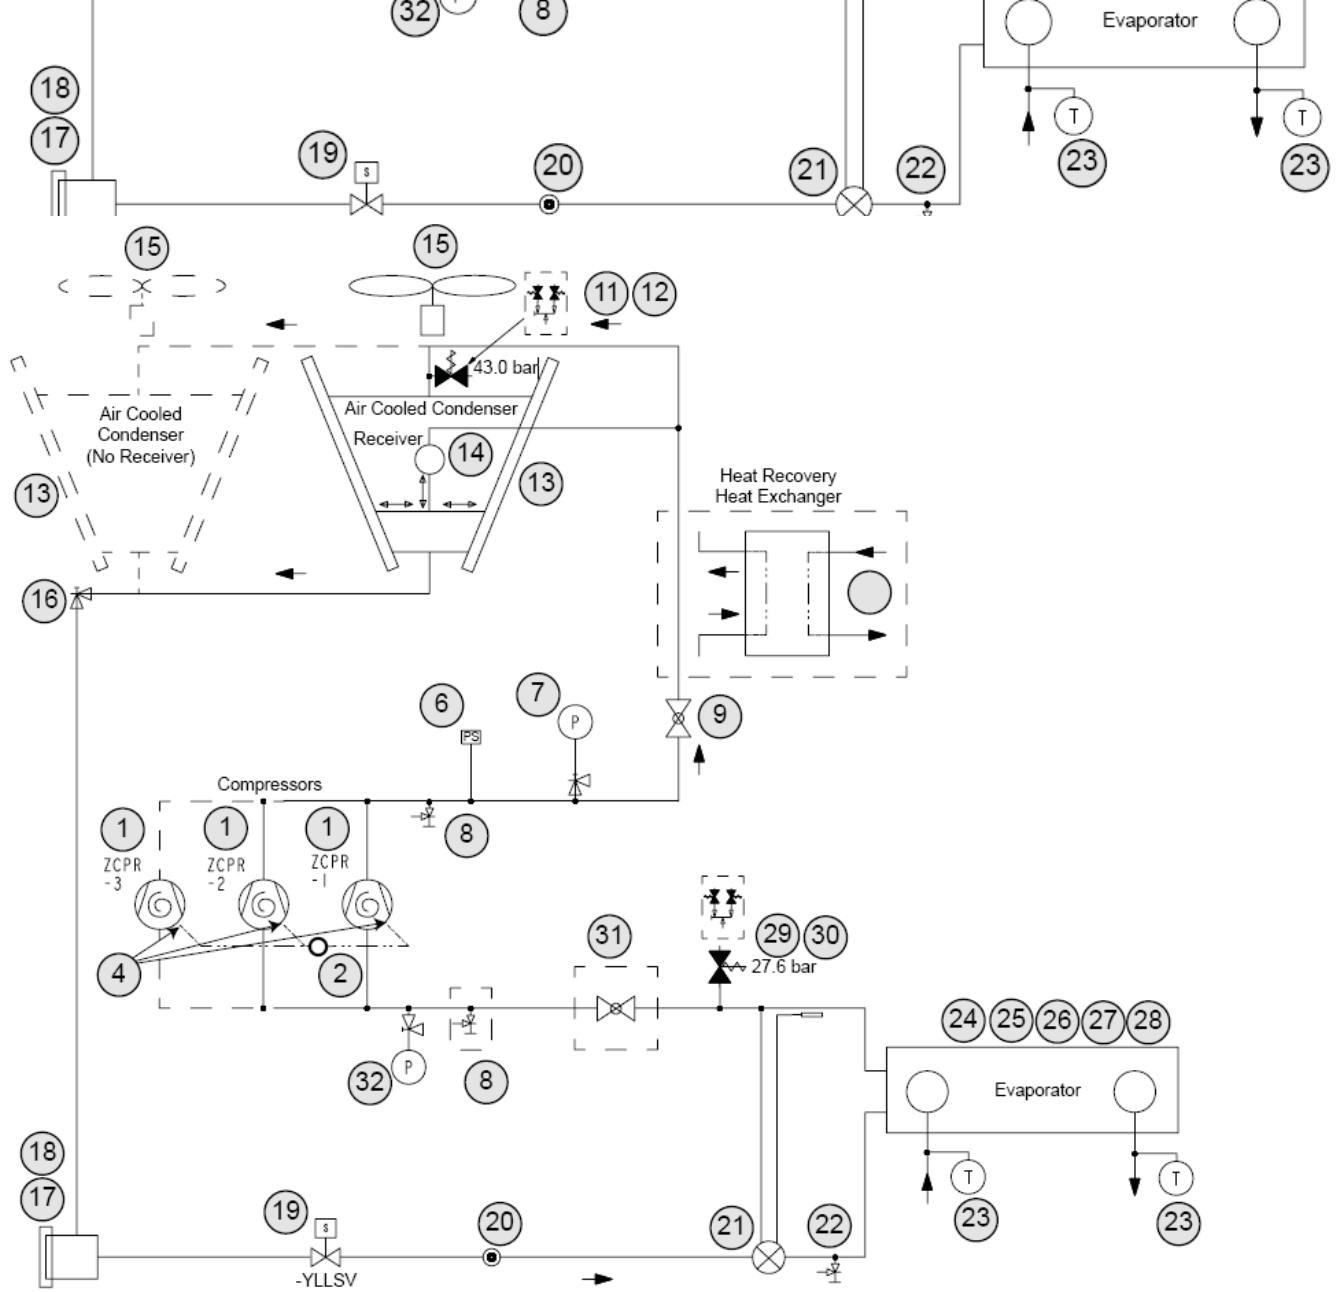 32
8
Evaporator
18
17
T
T
19
S
20
21
22
23
23
15
15
11 12
43.0 bar
Air Cooled
Condenser
(No Receiver)
Air Cooled Condenser
Receiver
14
13
13
Heat Recovery
Heat Exchanger
16
6
7
9
PS
P
Compressors
1
1
1
ZCPR
-3
ZCPR
-2
ZCPR
-1
8
4
2
31
29 30
27.6 bar
32
P
8
24 25 26 27 28
Evaporator
18
17
T
T
23
23
19
S
20
21
22
-YLLSV